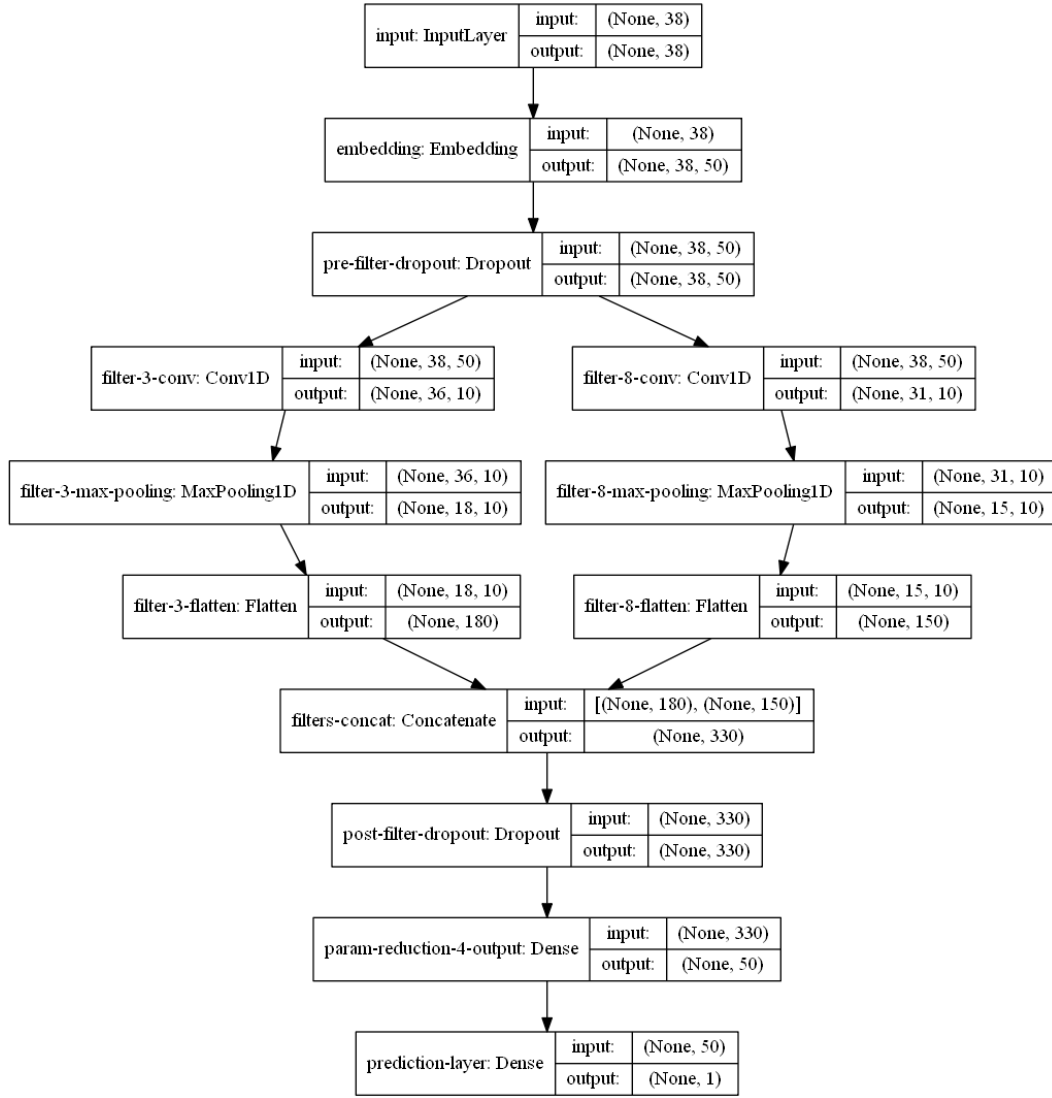 input: InputLayer
input: (None, 38)
output: (None, 38)
embedding: Embedding
input: (None, 38)
output: (None, 38, 50)
pre-filter-dropout: Dropout
input: (None, 38, 50)
output: (None, 38, 50)
filter-3-conv: Conv1D
input: (None, 38, 50)
output: (None, 36, 10)
filter-8-conv: Conv1D
input: (None, 38, 50)
output: (None, 31, 10)
filter-3-max-pooling: MaxPooling1D
input: (None, 36, 10)
output: (None, 18, 10)
filter-8-max-pooling: MaxPooling1D
input: (None, 31, 10)
output: (None, 15, 10)
filter-3-flatten: Flatten
input: (None, 18, 10)
output: (None, 180)
filter-8-flatten: Flatten
input: (None, 15, 10)
output: (None, 150)
filters-concat: Concatenate
input: [(None, 180), (None, 150)]
output: (None, 330)
post-filter-dropout: Dropout
input: (None, 330)
output: (None, 330)
param-reduction-4-output: Dense
input: (None, 330)
output: (None, 50)
prediction-layer: Dense
input: (None, 50)
output: (None, 1)